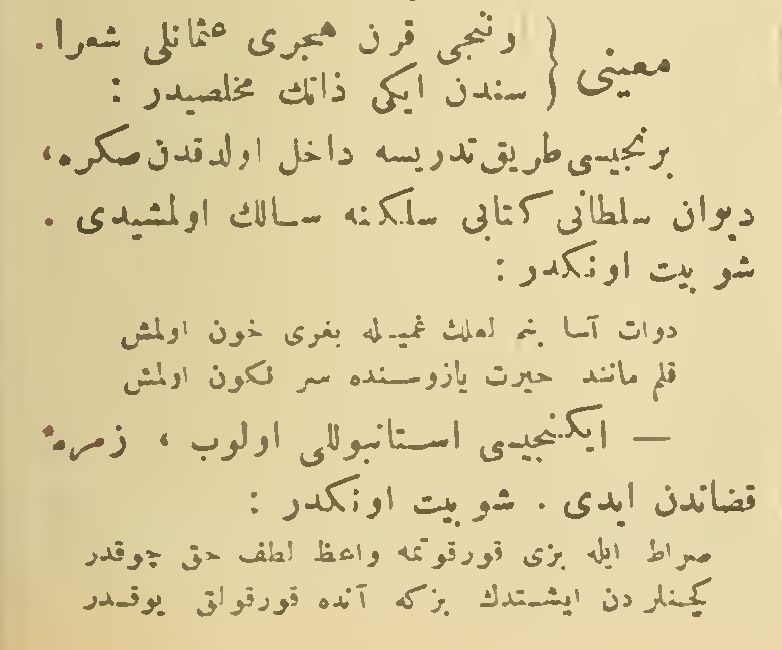 معینی } ونجی قرن هجری عثمانلی شعرا.
سندن ایکی ذاتك مخلصیدر :
برنجیسی طریق تدریسه داخل اولدقدن صکره،
دیوان سلطانی کتابی سلکنه سالك اولمشیدی .
شو بیت اونکدر :
دوات آسا بنم لعلك غمیله بغری خون اولمش
قلم مانند حیرت یازوسنده سر نکون اولمش
— ایکنجیسی استانبوللی اولوب ، زمرهٔ
قضاتدن ایدی . شو بیت اونکدر :
صراط ایله بزی قورقوتمه واعظ لطف حق چوقدر
کچنلر دن ایشتدك بزکه آنده قورقولق یوقدر